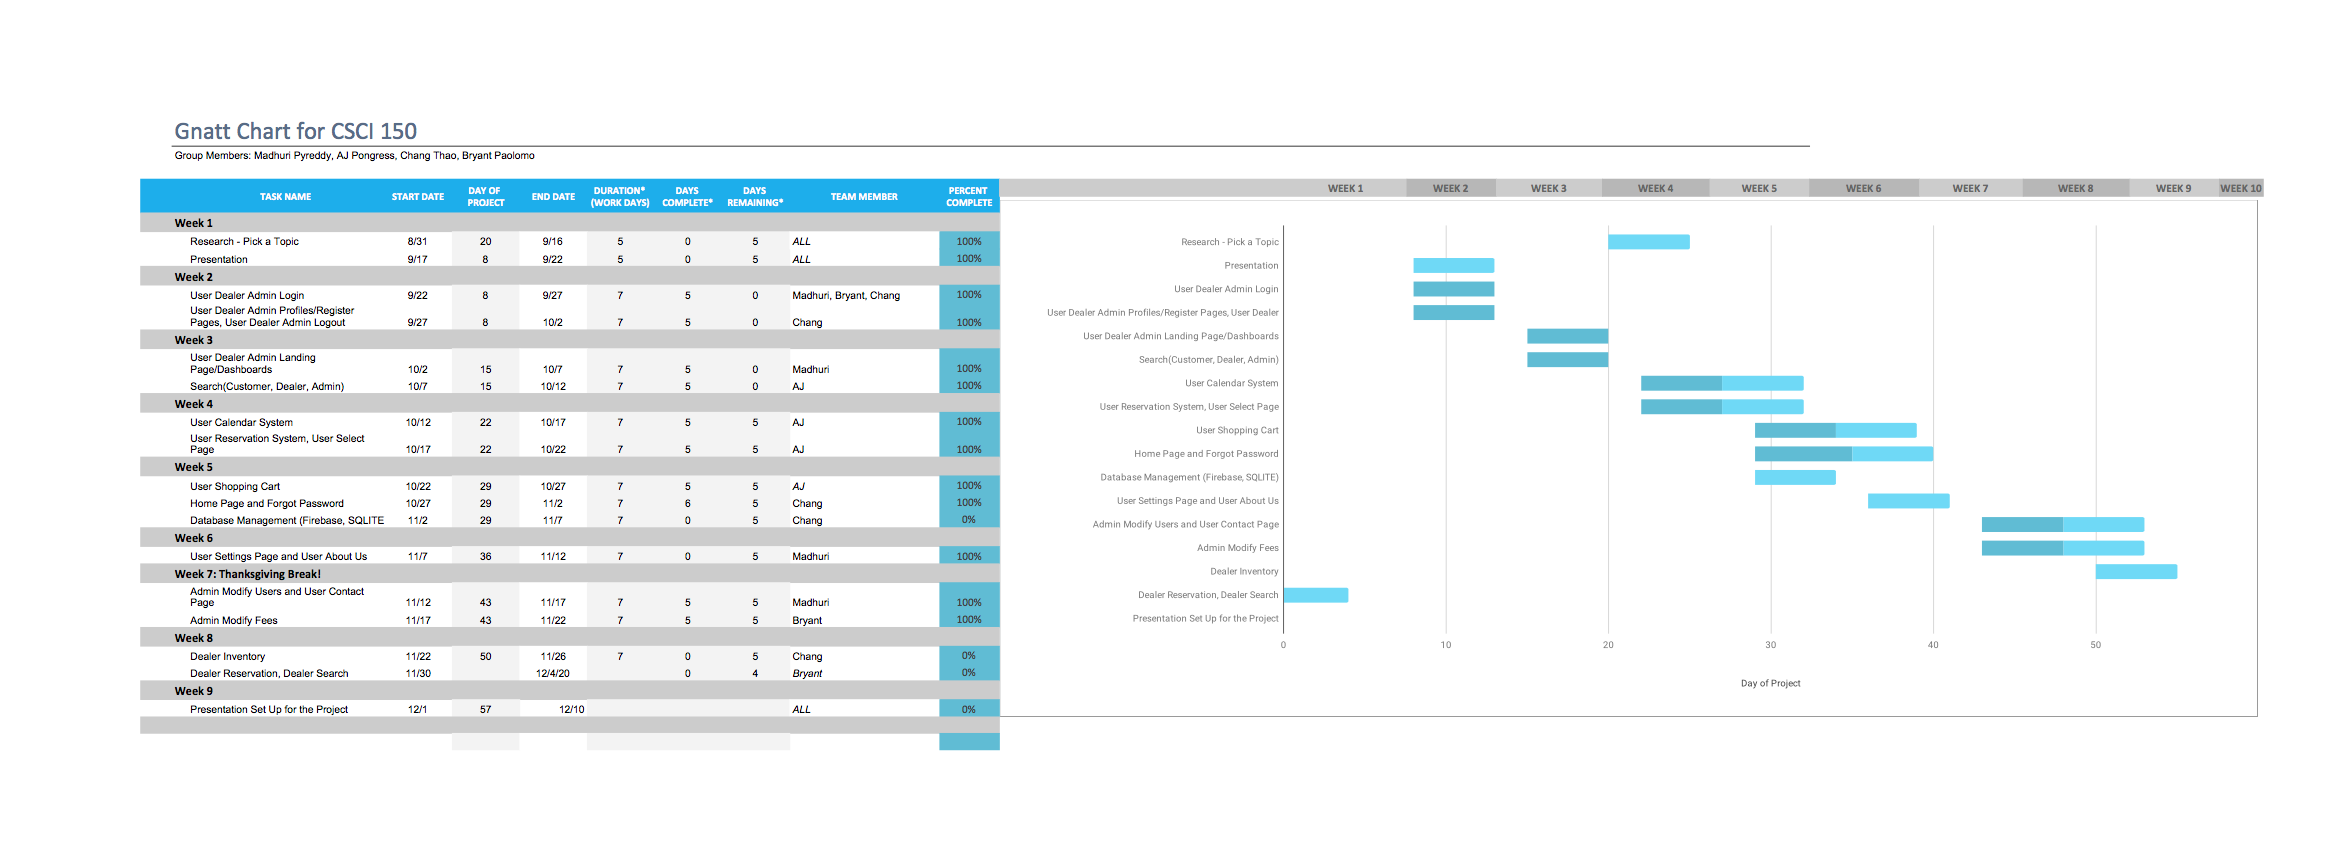 Gnatt Chart for CSCI 150
Group Members: Madhuri Pyreddy, AJ Pongress, Chang Thao, Bryant Paolomo
TASK NAME START DATE DAY OF PROJECT END DATE DURATION* (WORK DAYS) DAYS COMPLETE* DAYS REMAINING* TEAM MEMBER PERCENT COMPLETE
Week 1
Research - Pick a Topic 8/31 20 9/16 5 0 5 ALL 100%
Presentation 9/17 8 9/22 5 0 5 ALL 100%
Week 2
User Dealer Admin Login 9/22 8 9/27 7 5 0 Madhuri, Bryant, Chang 100%
User Dealer Admin Profiles/Register
Pages, User Dealer Admin Logout 9/27 8 10/2 7 5 0 Chang 100%
Week 3
User Dealer Admin Landing
Page/Dashboards 10/2 15 10/7 7 5 0 Madhuri 100%
Search(Customer, Dealer, Admin) 10/7 15 10/12 7 5 0 AJ 100%
Week 4
User Calendar System 10/12 22 10/17 7 5 5 AJ 100%
User Reservation System, User Select
Page 10/17 22 10/22 7 5 5 AJ 100%
Week 5
User Shopping Cart 10/22 29 10/27 7 5 5 AJ 100%
Home Page and Forgot Password 10/27 29 11/2 7 6 5 Chang 100%
Database Management (Firebase, SQLITE 11/2 29 11/7 7 0 5 Chang 0%
Week 6
User Settings Page and User About Us 11/7 36 11/12 7 0 5 Madhuri 100%
Week 7: Thanksgiving Break!
Admin Modify Users and User Contact
Page 11/12 43 11/17 7 5 5 Madhuri 100%
Admin Modify Fees 11/17 43 11/22 7 5 5 Bryant 100%
Week 8
Dealer Inventory 11/22 50 11/26 7 0 5 Chang 0%
Dealer Reservation, Dealer Search 11/30 12/4/20 0 4 Bryant 0%
Week 9
Presentation Set Up for the Project 12/1 57 12/10 ALL 0%
WEEK 1 WEEK 2 WEEK 3 WEEK 4 WEEK 5 WEEK 6 WEEK 7 WEEK 8 WEEK 9 WEEK 10
Research - Pick a Topic
Presentation
User Dealer Admin Login
User Dealer Admin Profiles/Register Pages, User Dealer
User Dealer Admin Landing Page/Dashboards
Search(Customer, Dealer, Admin)
User Calendar System
User Reservation System, User Select Page
User Shopping Cart
Home Page and Forgot Password
Database Management (Firebase, SQLITE)
User Settings Page and User About Us
Admin Modify Users and User Contact Page
Admin Modify Fees
Dealer Inventory
Dealer Reservation, Dealer Search
Presentation Set Up for the Project
0 10 20 30 40 50
Day of Project